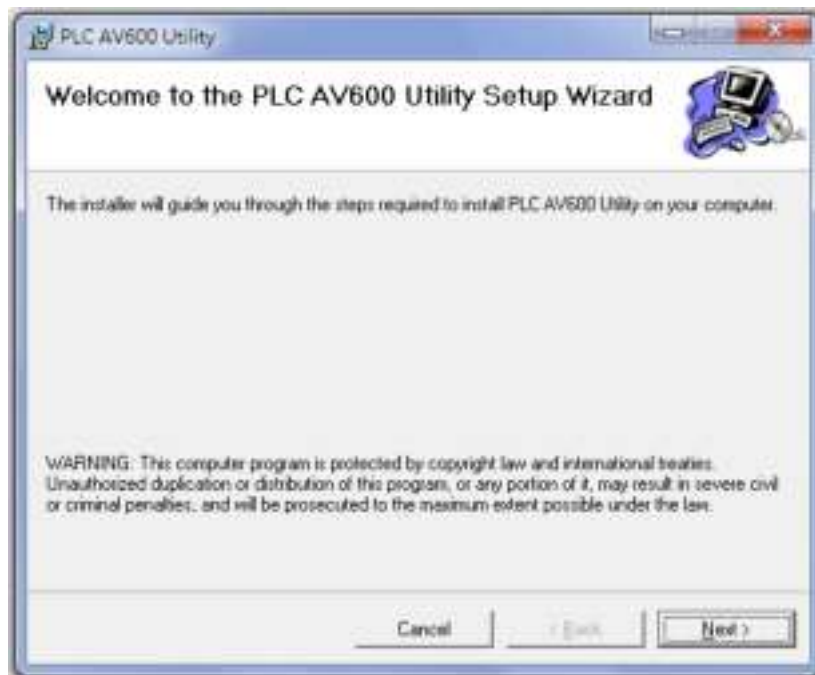 PLC AV600 Utility
Welcome to the PLC AV600 Utility Setup Wizard
The installer will guide you through the steps required to install PLC AV600 Utility on your computer.
WARNING: This computer program is protected by copyright law and international treaties.
Unauthorized duplication or distribution of this program, or any portion of it, may result in severe civil
or criminal penalties, and will be prosecuted to the maximum extent possible under the law.
Cancel < Back Next >